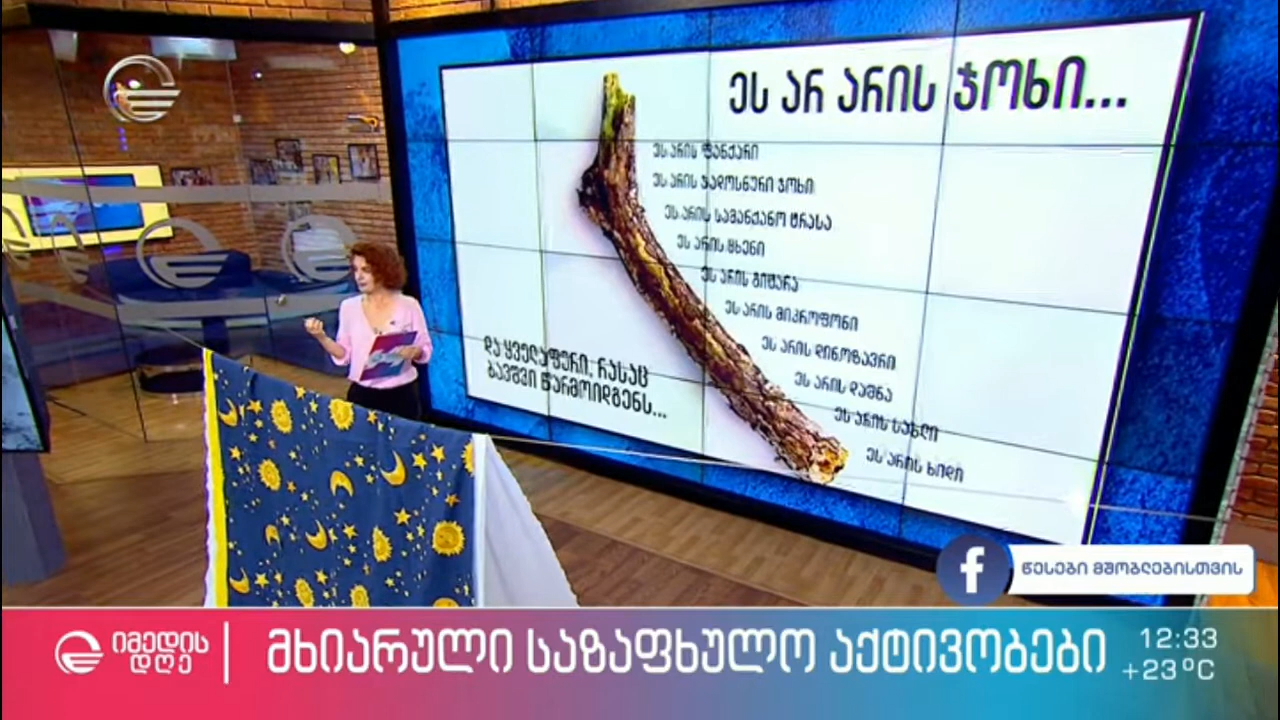 ეს არ არის ჯოხი...
ეს არის ფანქარი
ეს არის ჯადოსნური ჯოხი
ეს არის სამანქანო ტრასა
ეს არის ცხენი
ეს არის გიტარა
ეს არის მიკროფონი
ეს არის დინოზავრი
ეს არის დაშნა
ეს არის სახლი
ეს არის ხიდი
და ყველაფერი, რასაც
ბავშვი წარმოიდგენს...
f წესები მშობლებისთვის
იმედის
დღე
მხიარული საზაფხულო აქტივობები
12:33
+23°C